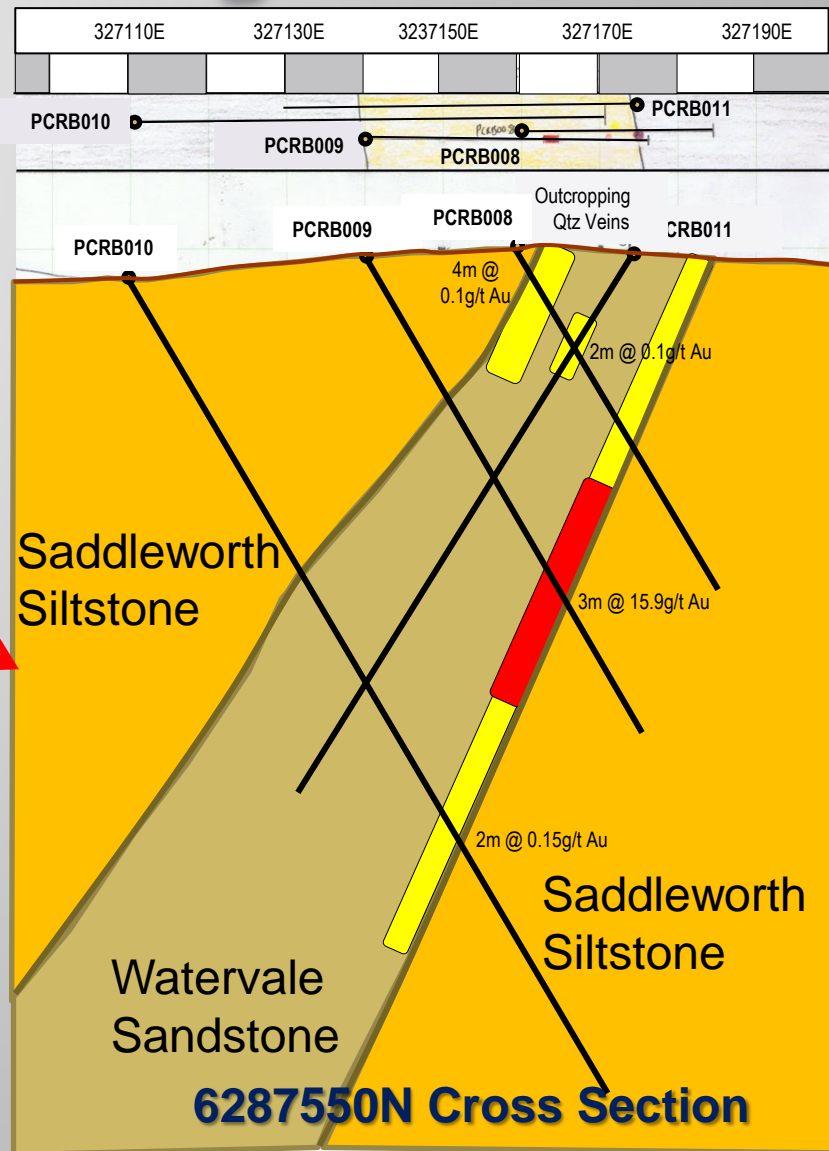 327110E 327130E 3237150E 327170E 327190E
PCRB010
PCRB011
PCRB008
PCRB009
PCRB008
Outcropping
Qtz Veins
PCRB010
PCRB009
PCRB008
CRB011
4m @
0.1g/t Au
2m @ 0.1g/t Au
Saddleworth
Siltstone
3m @ 15.9g/t Au
2m @ 0.15g/t Au
Saddleworth
Siltstone
Watervale
Sandstone
6287550N Cross Section